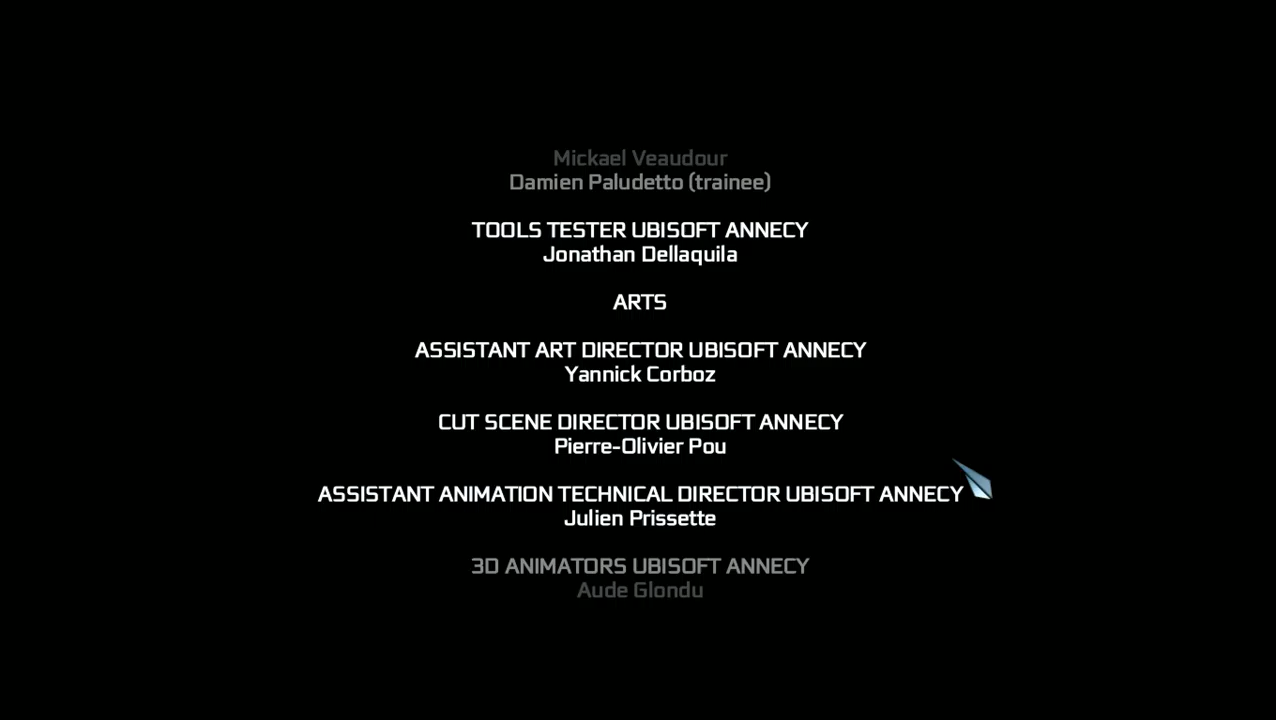 Mickael Veaudour
Damien Paludetto (trainee)
TOOLS TESTER UBISOFT ANNECY
Jonathan Dellaquila
ARTS
ASSISTANT ART DIRECTOR UBISOFT ANNECY
Yannick Corboz
CUT SCENE DIRECTOR UBISOFT ANNECY
Pierre-Olivier Pou
ASSISTANT ANIMATION TECHNICAL DIRECTOR UBISOFT ANNECY
Julien Prissette
3D ANIMATORS UBISOFT ANNECY
Aude Glondu